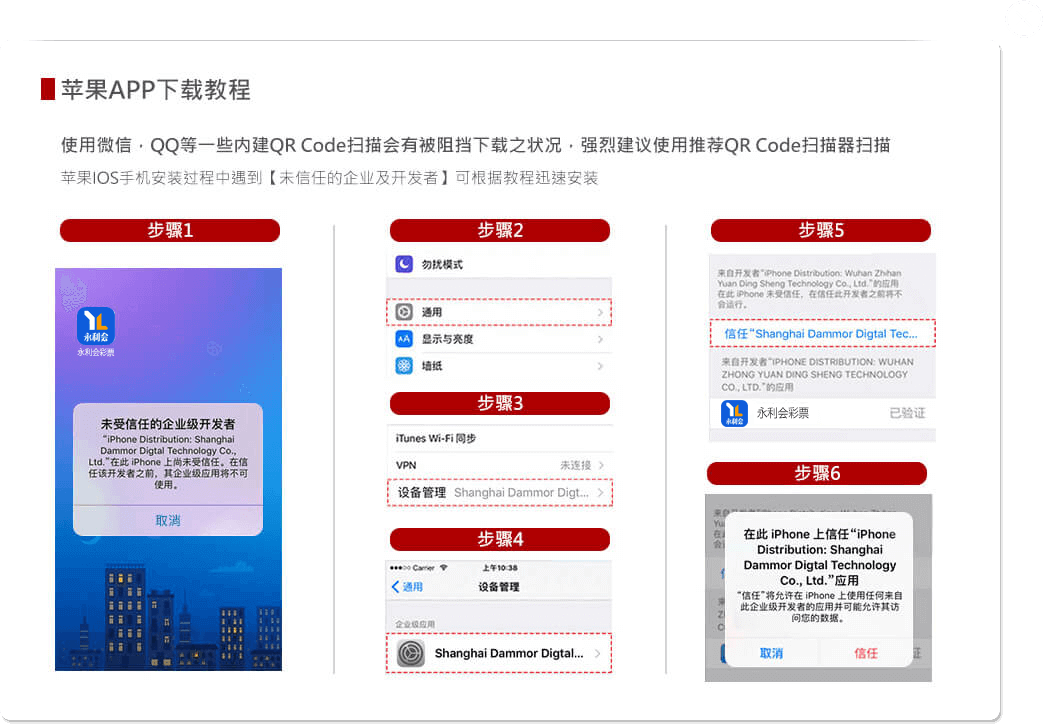 苹果APP下载教程
使用微信，QQ等一些内建QR Code扫描会有被阻挡下载之状况，强烈建议使用推荐QR Code扫描器扫描
苹果IOS手机安装过程中遇到【未信任的企业及开发者】可根据教程迅速安装
步骤1
永利会
永利会彩票
未受信任的企业级开发者
“iPhone Distribution: Shanghai
Dammor Digtal Technology Co.,
Ltd.”在此 iPhone 上尚未受信任。在信
任该开发者之前，其企业级应用将不可
使用。
取消
步骤2
勿扰模式
通用
AA 显示与亮度
墙纸
步骤3
iTunes Wi-Fi 同步
VPN 未连接
设备管理 Shanghai Dammor Digt...
步骤4
Carrier 上午10:38
通用 设备管理
企业级应用
Shanghai Dammor Digtal...
步骤5
来自开发者“iPhone Distribution: Wuhan Zhihan
Yuan Ding Sheng Technology Co., Ltd.”的应用
在此 iPhone 未受信任，在信任此开发者之前将不
会运行。
信任“Shanghai Dammor Digtal Tec...
来自开发者“IPHONE DISTRIBUTION: WUHAN
ZHONG YUAN DING SHENG TECHNOLOGY
CO., LTD.”的应用
永利会
永利会彩票 已验证
步骤6
在此 iPhone 上信任“iPhone
Distribution: Shanghai
Dammor Digtal Technology
Co., Ltd.”应用
“信任”将允许在 iPhone 上使用任何来自
此企业级开发者的应用并可能允许其访
问您的数据。
取消 信任